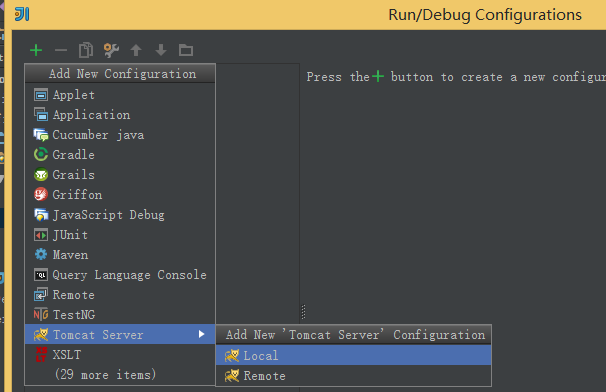 Run/Debug Configurations
Add New Configuration
Press the + button to create a new configur
Applet
Application
Cucumber java
Gradle
Grails
Griffon
JavaScript Debug
JUnit
Maven
Query Language Console
Remote
TestNG
Tomcat Server
Add New 'Tomcat Server' Configuration
XSLT
Local
(29 more items)
Remote